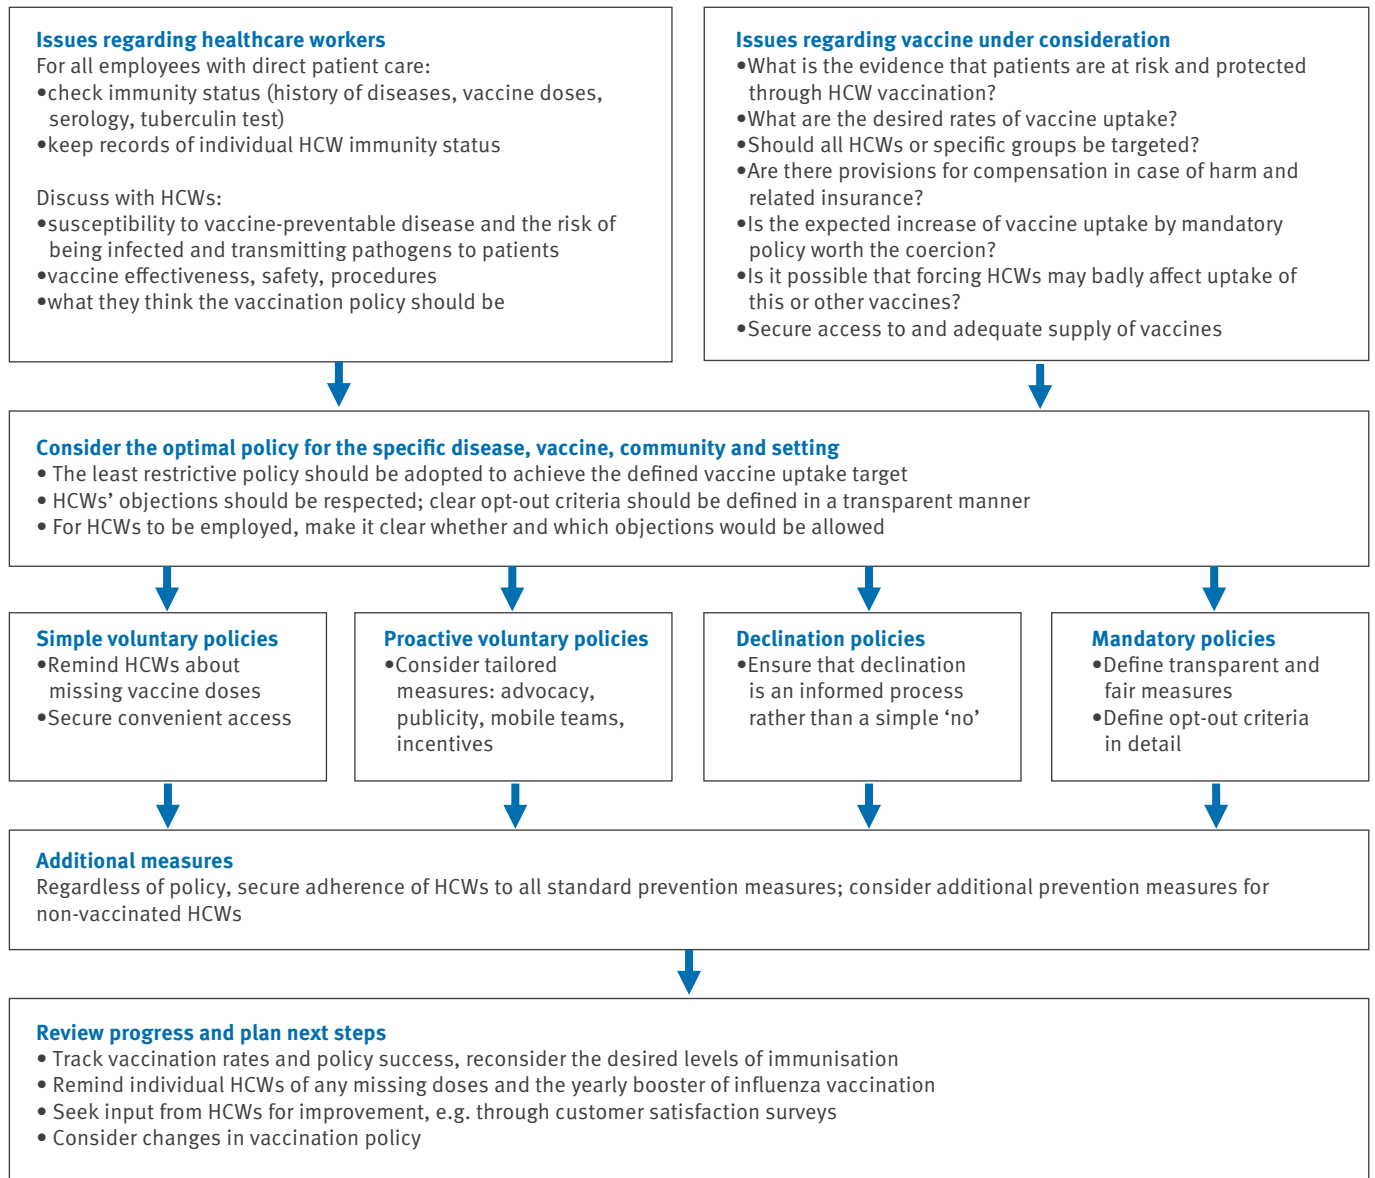 Issues regarding healthcare workers
For all employees with direct patient care:
•check immunity status (history of diseases, vaccine doses,
serology, tuberculin test)
•keep records of individual HCW immunity status
Discuss with HCWs:
•susceptibility to vaccine-preventable disease and the risk of
being infected and transmitting pathogens to patients
•vaccine effectiveness, safety, procedures
•what they think the vaccination policy should be
Issues regarding vaccine under consideration
•What is the evidence that patients are at risk and protected
through HCW vaccination?
•What are the desired rates of vaccine uptake?
•Should all HCWs or specific groups be targeted?
•Are there provisions for compensation in case of harm and
related insurance?
•Is the expected increase of vaccine uptake by mandatory
policy worth the coercion?
•Is it possible that forcing HCWs may badly affect uptake of
this or other vaccines?
•Secure access to and adequate supply of vaccines
Consider the optimal policy for the specific disease, vaccine, community and setting
• The least restrictive policy should be adopted to achieve the defined vaccine uptake target
• HCWs’ objections should be respected; clear opt-out criteria should be defined in a transparent manner
• For HCWs to be employed, make it clear whether and which objections would be allowed
Simple voluntary policies
•Remind HCWs about
missing vaccine doses
•Secure convenient access
Proactive voluntary policies
•Consider tailored
measures: advocacy,
publicity, mobile teams,
incentives
Declination policies
•Ensure that declination
is an informed process
rather than a simple ‘no’
Mandatory policies
•Define transparent and
fair measures
•Define opt-out criteria
in detail
Additional measures
Regardless of policy, secure adherence of HCWs to all standard prevention measures; consider additional prevention measures for
non-vaccinated HCWs
Review progress and plan next steps
• Track vaccination rates and policy success, reconsider the desired levels of immunisation
• Remind individual HCWs of any missing doses and the yearly booster of influenza vaccination
• Seek input from HCWs for improvement, e.g. through customer satisfaction surveys
• Consider changes in vaccination policy